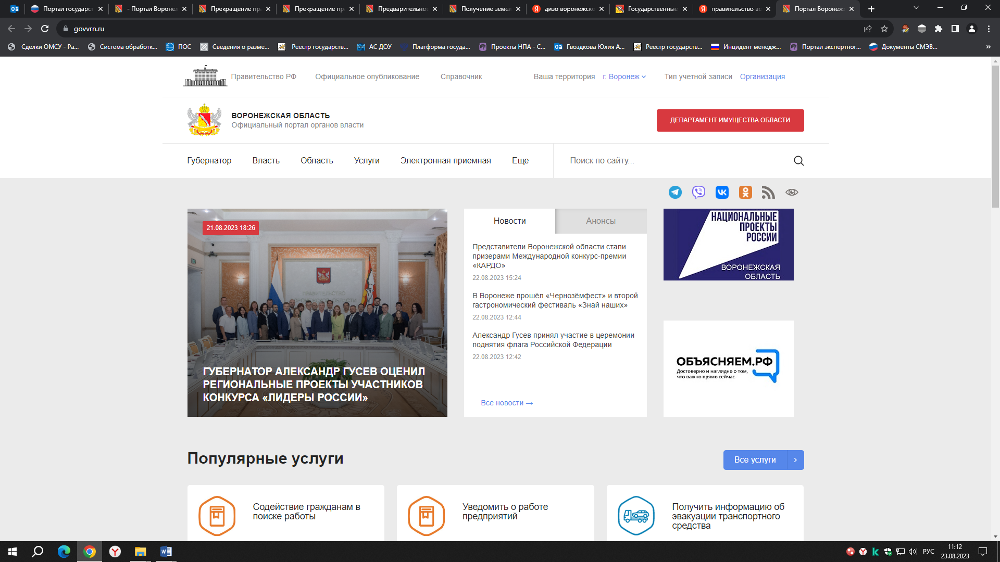 Портал государст
- Портал Воронеж
Прекращение пра
Прекращение пра
Предварительное
Получение земел
дизо воронежско
Государственные
правительство во
Портал Воронежс
govvrn.ru
Сделки ОМСУ - Ра...
Система обработк...
ПОС
Сведения о разме...
Реестр государств...
АС ДОУ
Платформа госуда...
Проекты НПА - С...
Гвоздкова Юлия А...
Реестр государств...
Инцидент менедж...
Портал экспертног...
Документы СМЭВ...
»
Правительство РФ
Официальное опубликование
Справочник
Ваша территория
г. Воронеж
Тип учетной записи
Организация
ВОРОНЕЖСКАЯ ОБЛАСТЬ
Официальный портал органов власти
ДЕПАРТАМЕНТ ИМУЩЕСТВА ОБЛАСТИ
Губернатор
Власть
Область
Услуги
Электронная приемная
Еще
Поиск по сайту...
21.08.2023 18:26
ПРАВИТЕЛЬСТВО
ВОРОНЕЖСКОЙ ОБЛАСТИ
ГУБЕРНАТОР АЛЕКСАНДР ГУСЕВ ОЦЕНИЛ
РЕГИОНАЛЬНЫЕ ПРОЕКТЫ УЧАСТНИКОВ
КОНКУРСА «ЛИДЕРЫ РОССИИ»
Новости
Анонсы
Представители Воронежской области стали
призерами Международной конкурс-премии
«КАРДО»
22.08.2023 15:24
В Воронеже прошёл «Чернозёмфест» и второй
гастрономический фестиваль «Знай наших»
22.08.2023 12:44
Александр Гусев принял участие в церемонии
поднятия флага Российской Федерации
22.08.2023 12:42
Все новости →
НАЦИОНАЛЬНЫЕ
ПРОЕКТЫ
РОССИИ
ВОРОНЕЖСКАЯ
ОБЛАСТЬ
ОБЪЯСНЯЕМ.РФ
Достоверно и наглядно о том,
что важно прямо сейчас
Популярные услуги
Все услуги
Содействие гражданам в
поиске работы
Уведомить о работе
предприятий
Получить информацию об
эвакуации транспортного
средства
РУС
11:12
23.08.2023